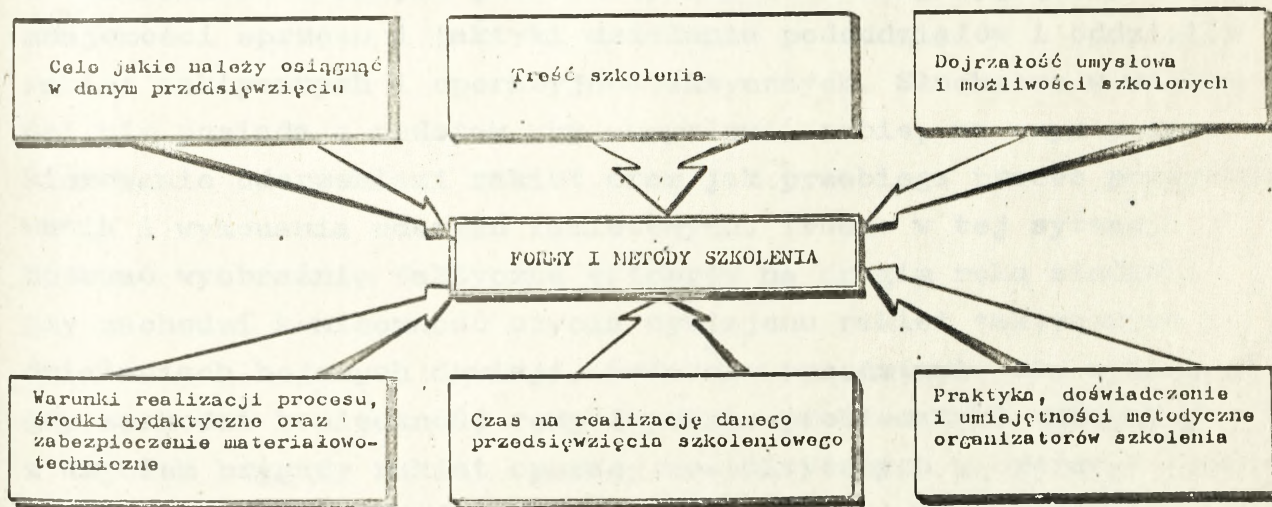 Cele jakie należy osiągnąć
w danym przedsięwzięciu
Treść szkolenia
Dojrzałość umysłowa
i możliwości szkolonych
FORMY I METODY SZKOLENIA
Warunki realizacji procesu,
środki dydaktyczne oraz
zabezpieczenie materiałowo-
techniczne
Czas na realizację danego
przedsięwzięcia szkoleniowego
Praktyka, doświadczenie
i umiejętności metodyczne
organizatorów szkolenia